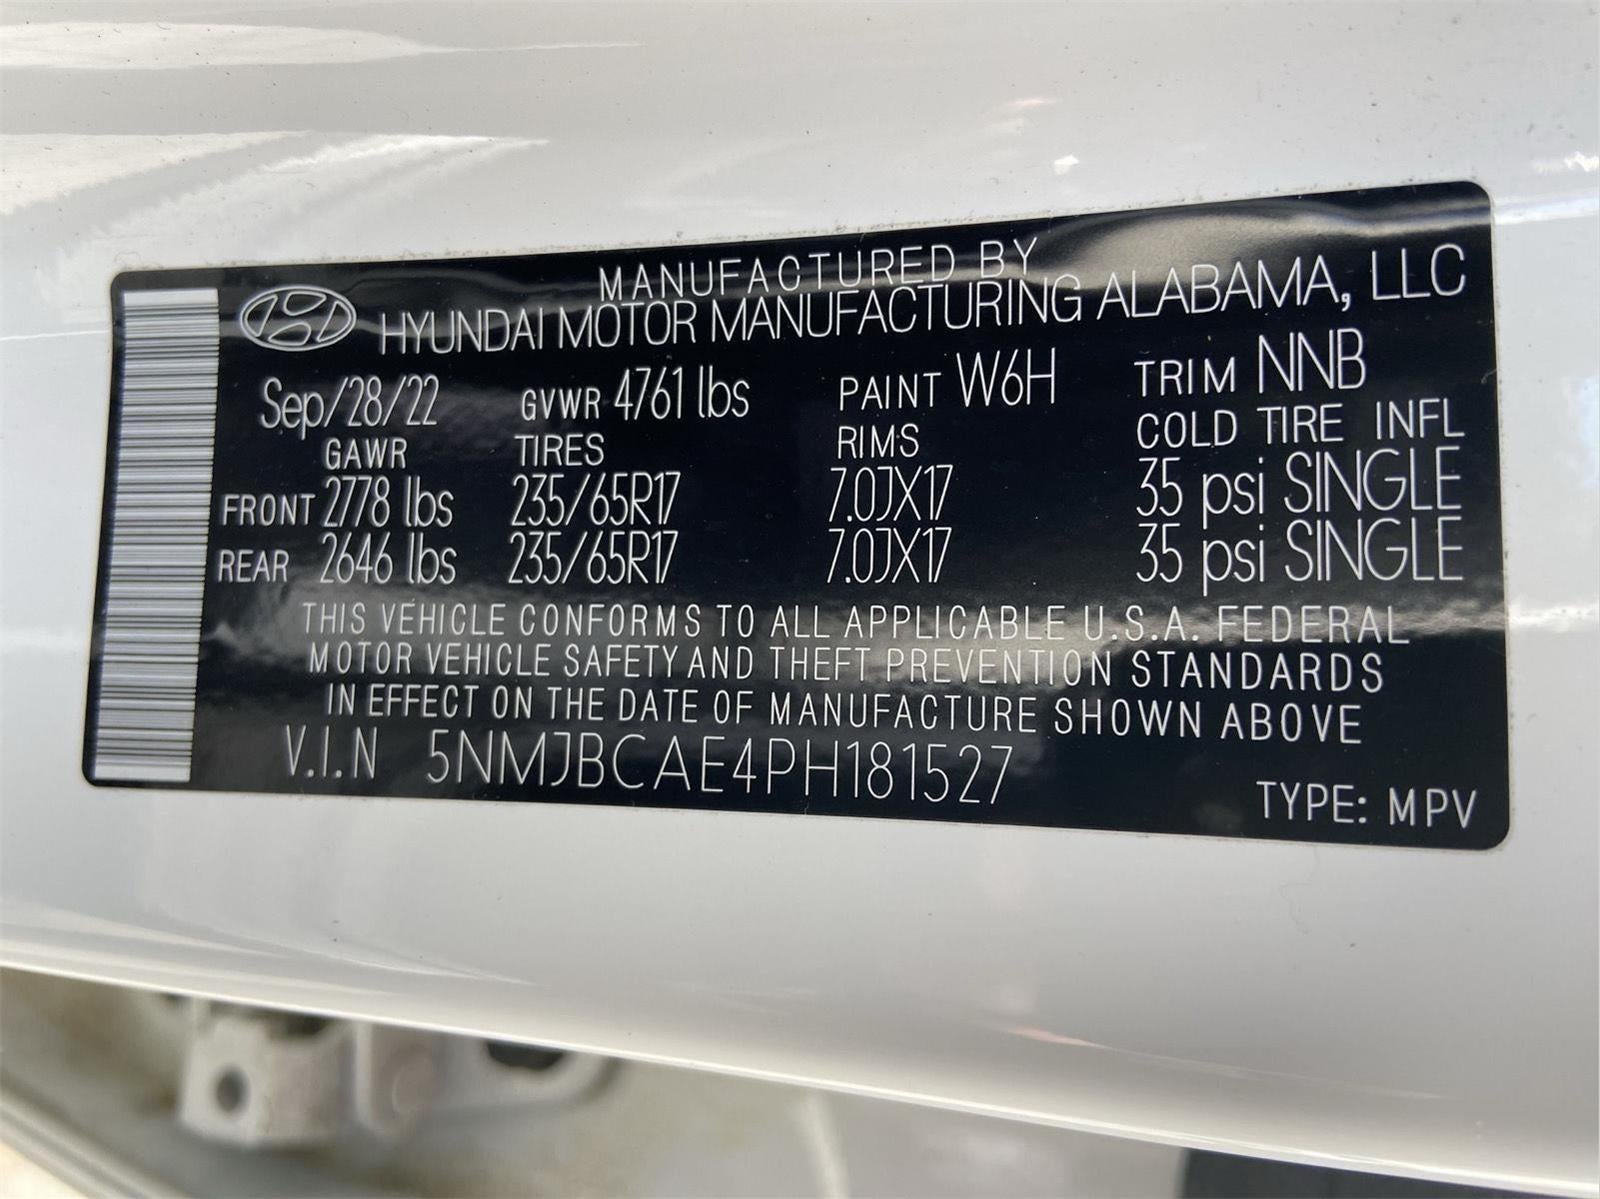 MANUFACTURED BY
HYUNDAI MOTOR MANUFACTURING ALABAMA, LLC
Sep/28/22 GVWR 4761 lbs PAINT W6H TRIM NNB
GAWR TIRES RIMS COLD TIRE INFL
FRONT 2778 lbs 235/65R17 7.0JX17 35 psi SINGLE
REAR 2646 lbs 235/65R17 7.0JX17 35 psi SINGLE
THIS VEHICLE CONFORMS TO ALL APPLICABLE U.S.A. FEDERAL
MOTOR VEHICLE SAFETY AND THEFT PREVENTION STANDARDS
IN EFFECT ON THE DATE OF MANUFACTURE SHOWN ABOVE
V.I.N 5NMJBCAE4PH181527
TYPE: MPV